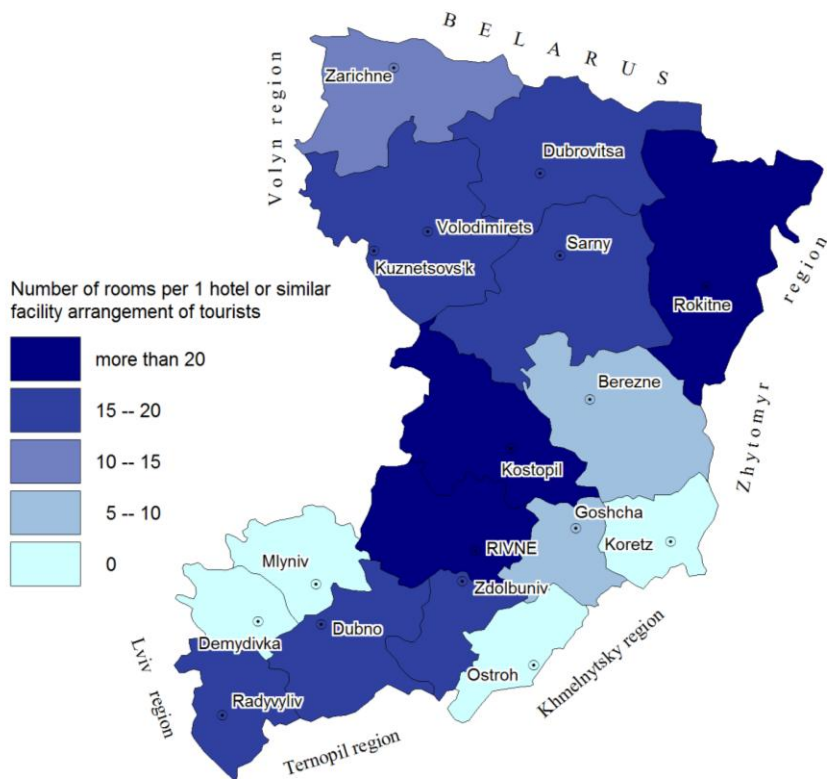 BELARUS
Volyn region
Zarichne
Dubrovitsa
Volodimirets
Sarny
Kuznetsovs'k
Rokitne
region
Zhytomyr
Number of rooms per 1 hotel or similar
facility arrangement of tourists
more than 20
15 -- 20
10 -- 15
5 -- 10
0
Berezne
Kostopil
Goshcha
Koretz
RIVNE
Mlyniv
Zdolbuniv
Demydivka
Dubno
Ostroh
Radyvyliv
Lviv region
Ternopil region
Khmelnytsky region